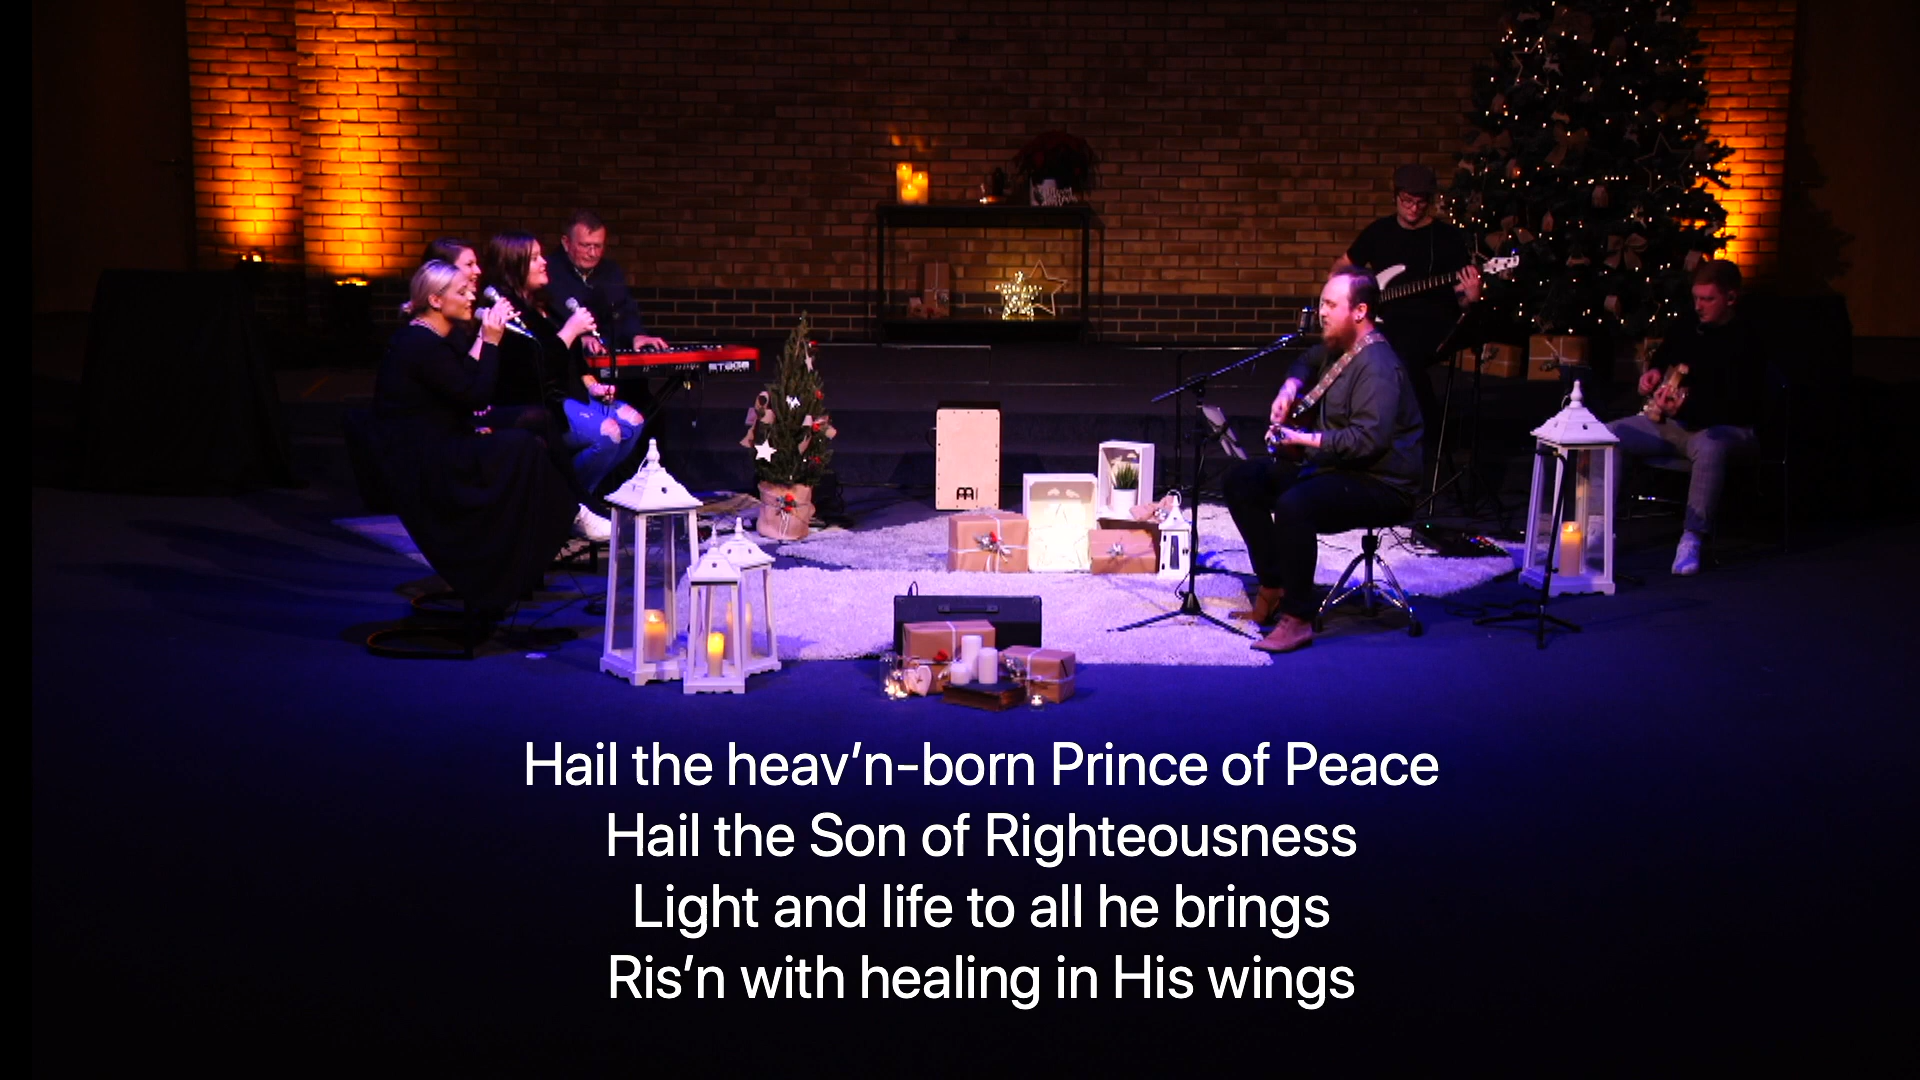 STAGE
Hail the heav’n-born Prince of Peace
Hail the Son of Righteousness
Light and life to all he brings
Ris’n with healing in His wings